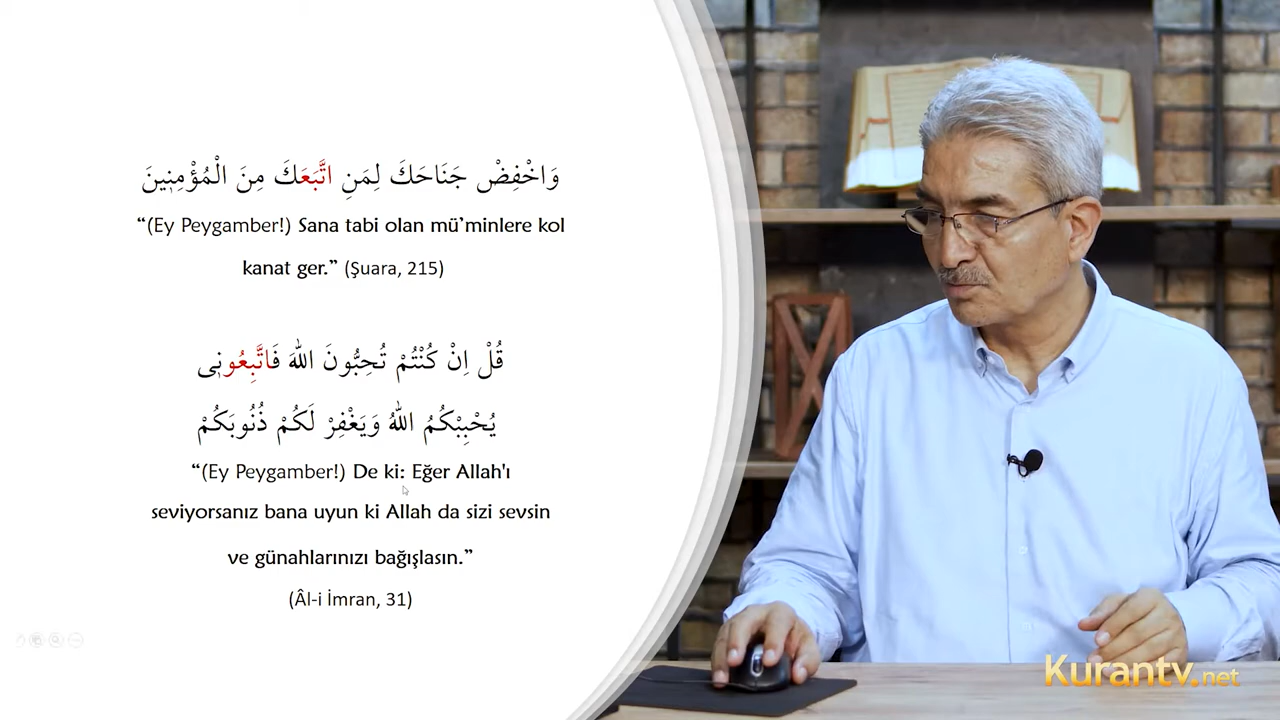 وَاخْفِضْ جَنَاحَكَ لِمَنِ اتَّبَعَكَ مِنَ الْمُؤْمِنٖينَ
“(Ey Peygamber!) Sana tabi olan mü’minlere kol
kanat ger.” (Şuara, 215)
قُلْ اِنْ كُنْتُمْ تُحِبُّونَ اللّٰهَ فَاتَّبِعُونٖى
يُحْبِبْكُمُ اللّٰهُ وَيَغْفِرْ لَكُمْ ذُنُوبَكُمْ
“(Ey Peygamber!) De ki: Eğer Allah'ı
seviyorsanız bana uyun ki Allah da sizi sevsin
ve günahlarınızı bağışlasın.”
(Âl-i İmran, 31)
Kurantv.net